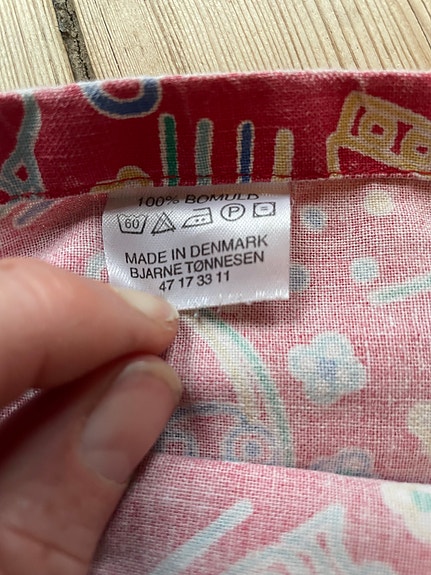 100% BOMULD
60 P
MADE IN DENMARK
BJARNE TØNNESEN
47 17 33 11